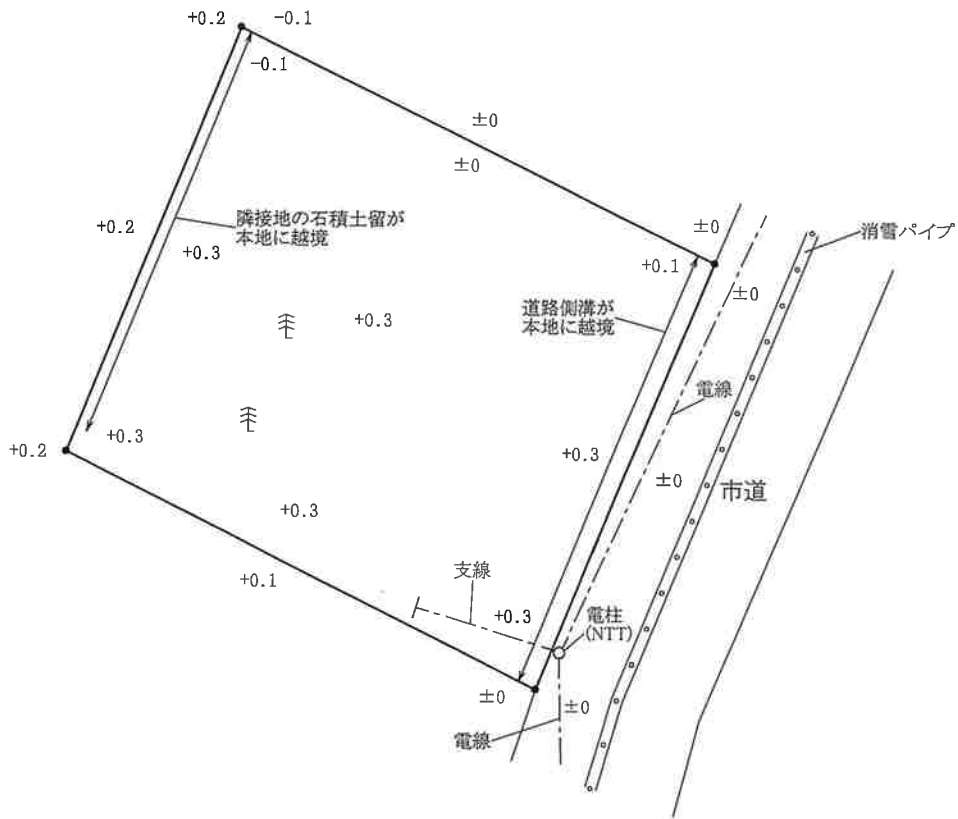 +0.2
-0.1
-0.1
±0
±0
+0.2
隣接地の石積土留が
本地に越境
+0.3
±0
消雪パイプ
+0.1
±0
道路側溝が
本地に越境
+0.3
電線
+0.3
±0
市道
+0.2
+0.3
+0.3
+0.1
支線
+0.3
電柱
(NTT)
±0
±0
電線